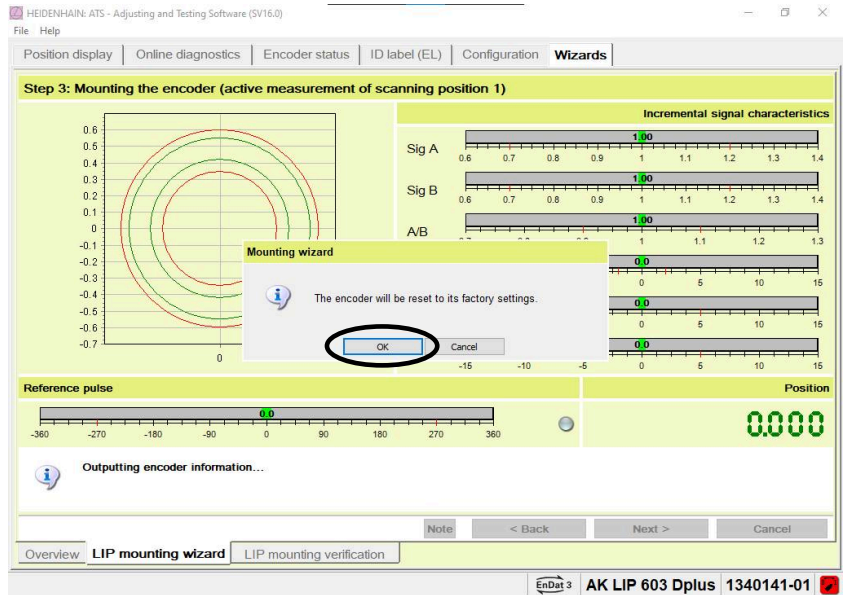 HEIDENHAIN: ATS - Adjusting and Testing Software (SV16.0)
File Help
Position display Online diagnostics Encoder status ID label (EL) Configuration Wizards
Step 3: Mounting the encoder (active measurement of scanning position 1)
Incremental signal characteristics
0.6
0.5
0.4
0.3
0.2
0.1
0
-0.1
-0.2
-0.3
-0.4
-0.5
-0.6
-0.7
0
Sig A
1.00
0.6 0.7 0.8 0.9 1 1.1 1.2 1.3 1.4
Sig B
1.00
0.6 0.7 0.8 0.9 1 1.1 1.2 1.3 1.4
A/B
1.00
1 1.1 1.2 1.3
0.0
0 5 10 15
0.0
0 5 10 15
0.0
-15 -10 -5 0 5 10 15
Mounting wizard
The encoder will be reset to its factory settings.
OK Cancel
Reference pulse
0.0
-360 -270 -180 -90 0 90 180 270 360
Position
0.000
Outputting encoder information...
Note < Back Next > Cancel
Overview LIP mounting wizard LIP mounting verification
EnDat 3 AK LIP 603 Dplus 1340141-01